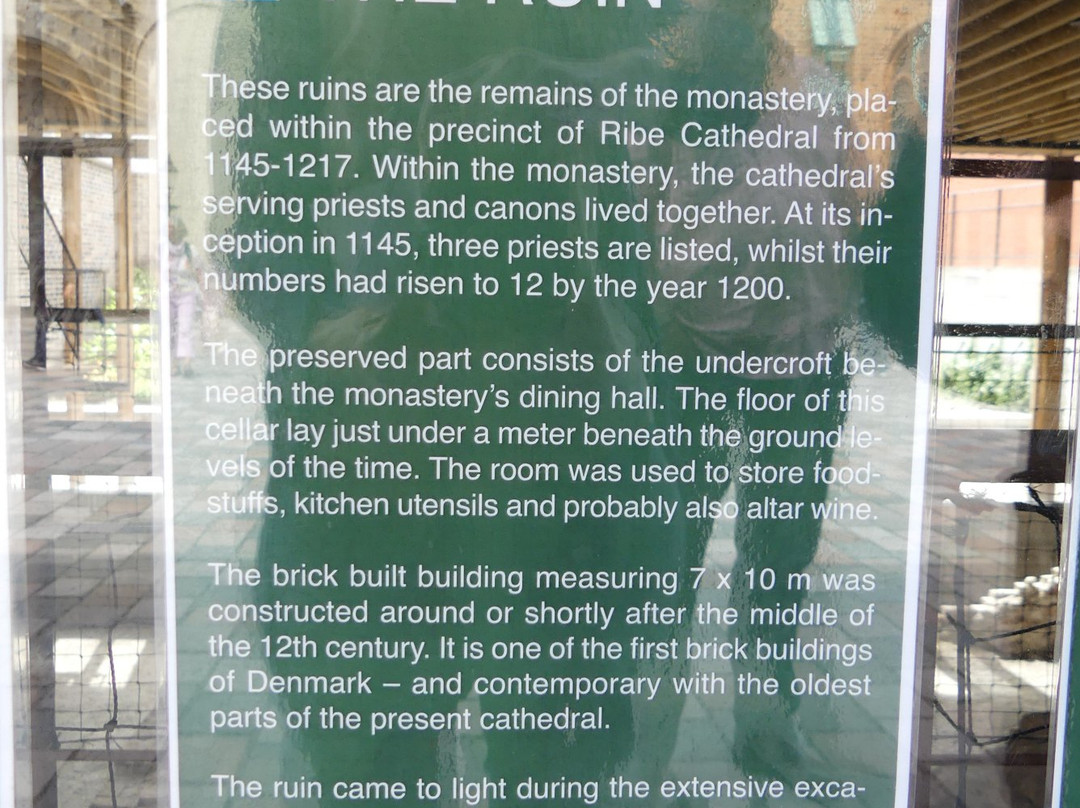 THE RUIN
These ruins are the remains of the monastery, pla-
ced within the precinct of Ribe Cathedral from
1145-1217. Within the monastery, the cathedral's
serving priests and canons lived together. At its in-
ception in 1145, three priests are listed, whilst their
numbers had risen to 12 by the year 1200.
The preserved part consists of the undercroft be-
neath the monastery's dining hall. The floor of this
cellar lay just under a meter beneath the ground le-
vels of the time. The room was used to store food-
stuffs, kitchen utensils and probably also altar wine.
The brick built building measuring 7 x 10 m was
constructed around or shortly after the middle of
the 12th century. It is one of the first brick buildings
of Denmark – and contemporary with the oldest
parts of the present cathedral.
The ruin came to light during the extensive exca-